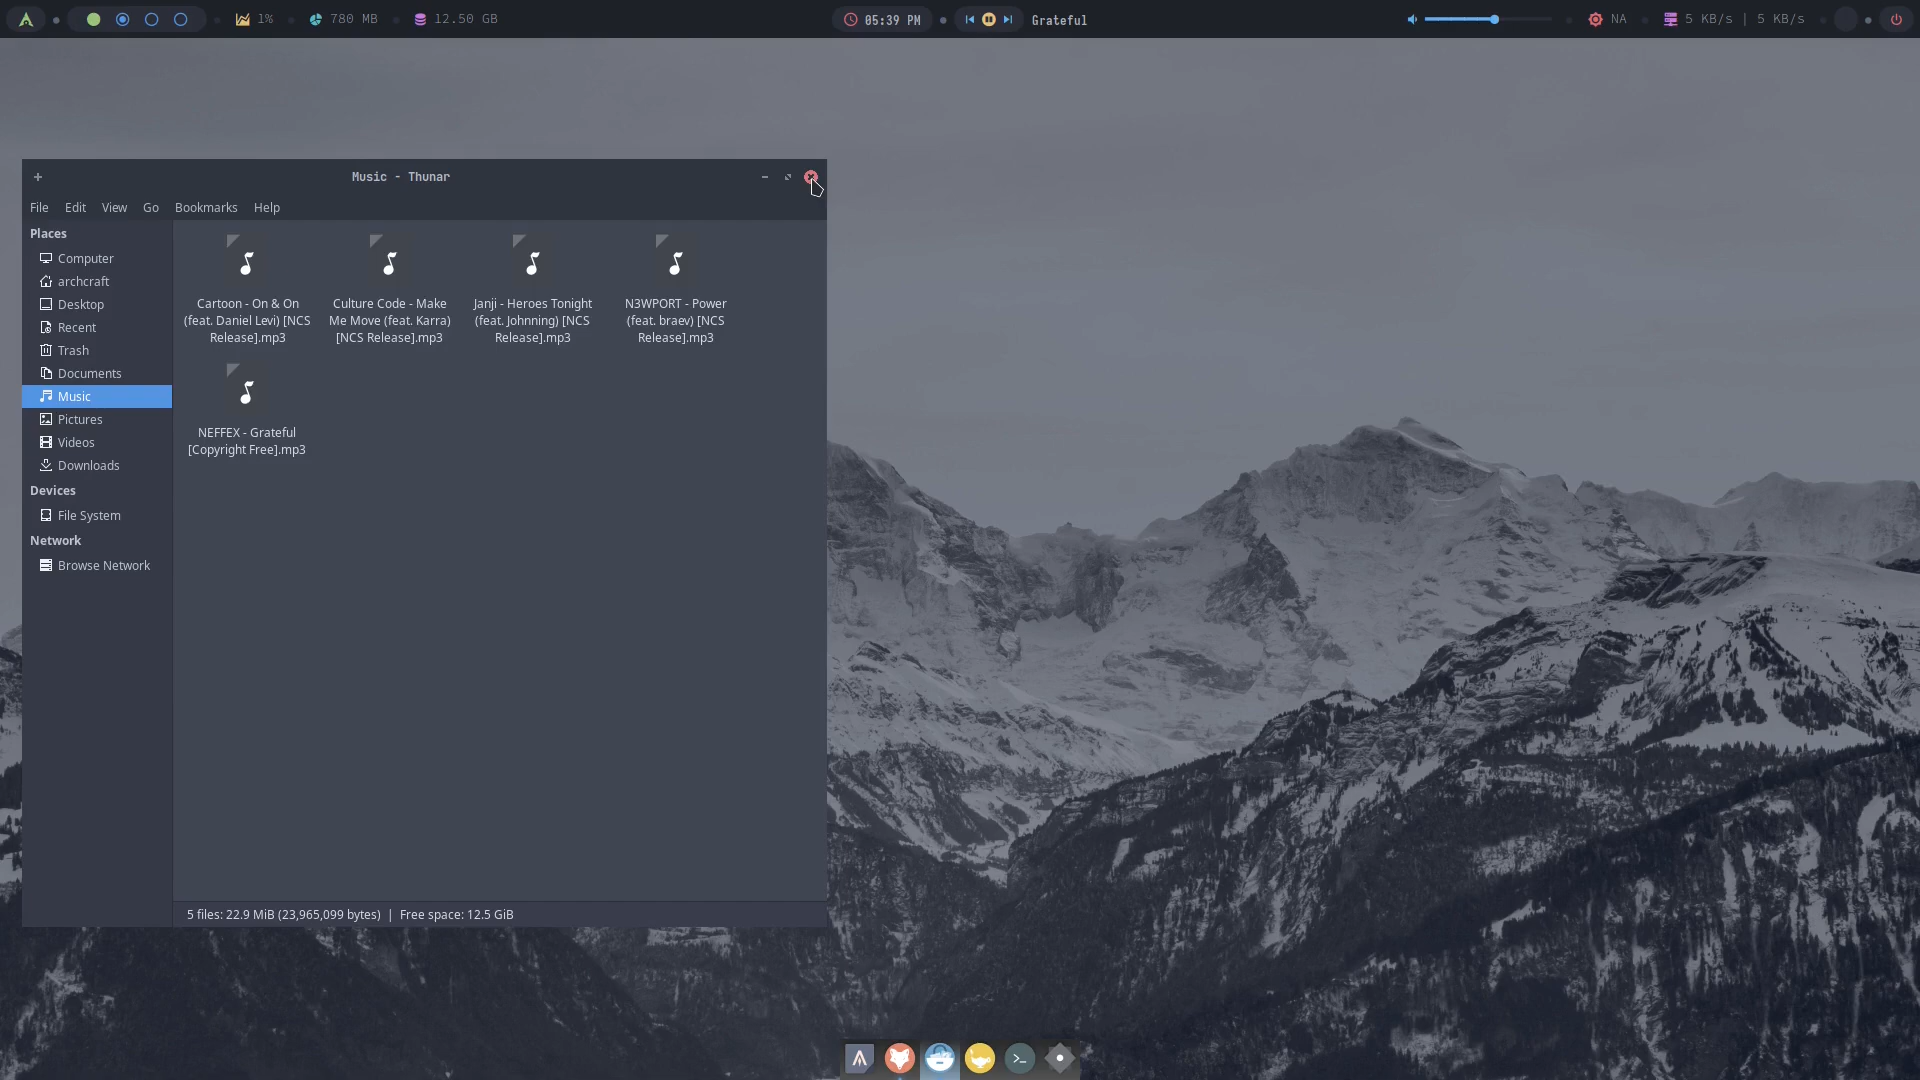 1%
780 MB
12.50 GB
05:39 PM
Grateful
NA
5 KB/s | 5 KB/s
Music - Thunar
File Edit View Go Bookmarks Help
Places
Computer
archcraft
Desktop
Recent
Trash
Documents
Music
Pictures
Videos
Downloads
Devices
File System
Network
Browse Network
Cartoon - On & On
(feat. Daniel Levi) [NCS
Release].mp3
Culture Code - Make
Me Move (feat. Karra)
[NCS Release].mp3
Janji - Heroes Tonight
(feat. Johnning) [NCS
Release].mp3
N3WPORT - Power
(feat. braev) [NCS
Release].mp3
NEFFEX - Grateful
[Copyright Free].mp3
5 files: 22.9 MiB (23,965,099 bytes) | Free space: 12.5 GiB